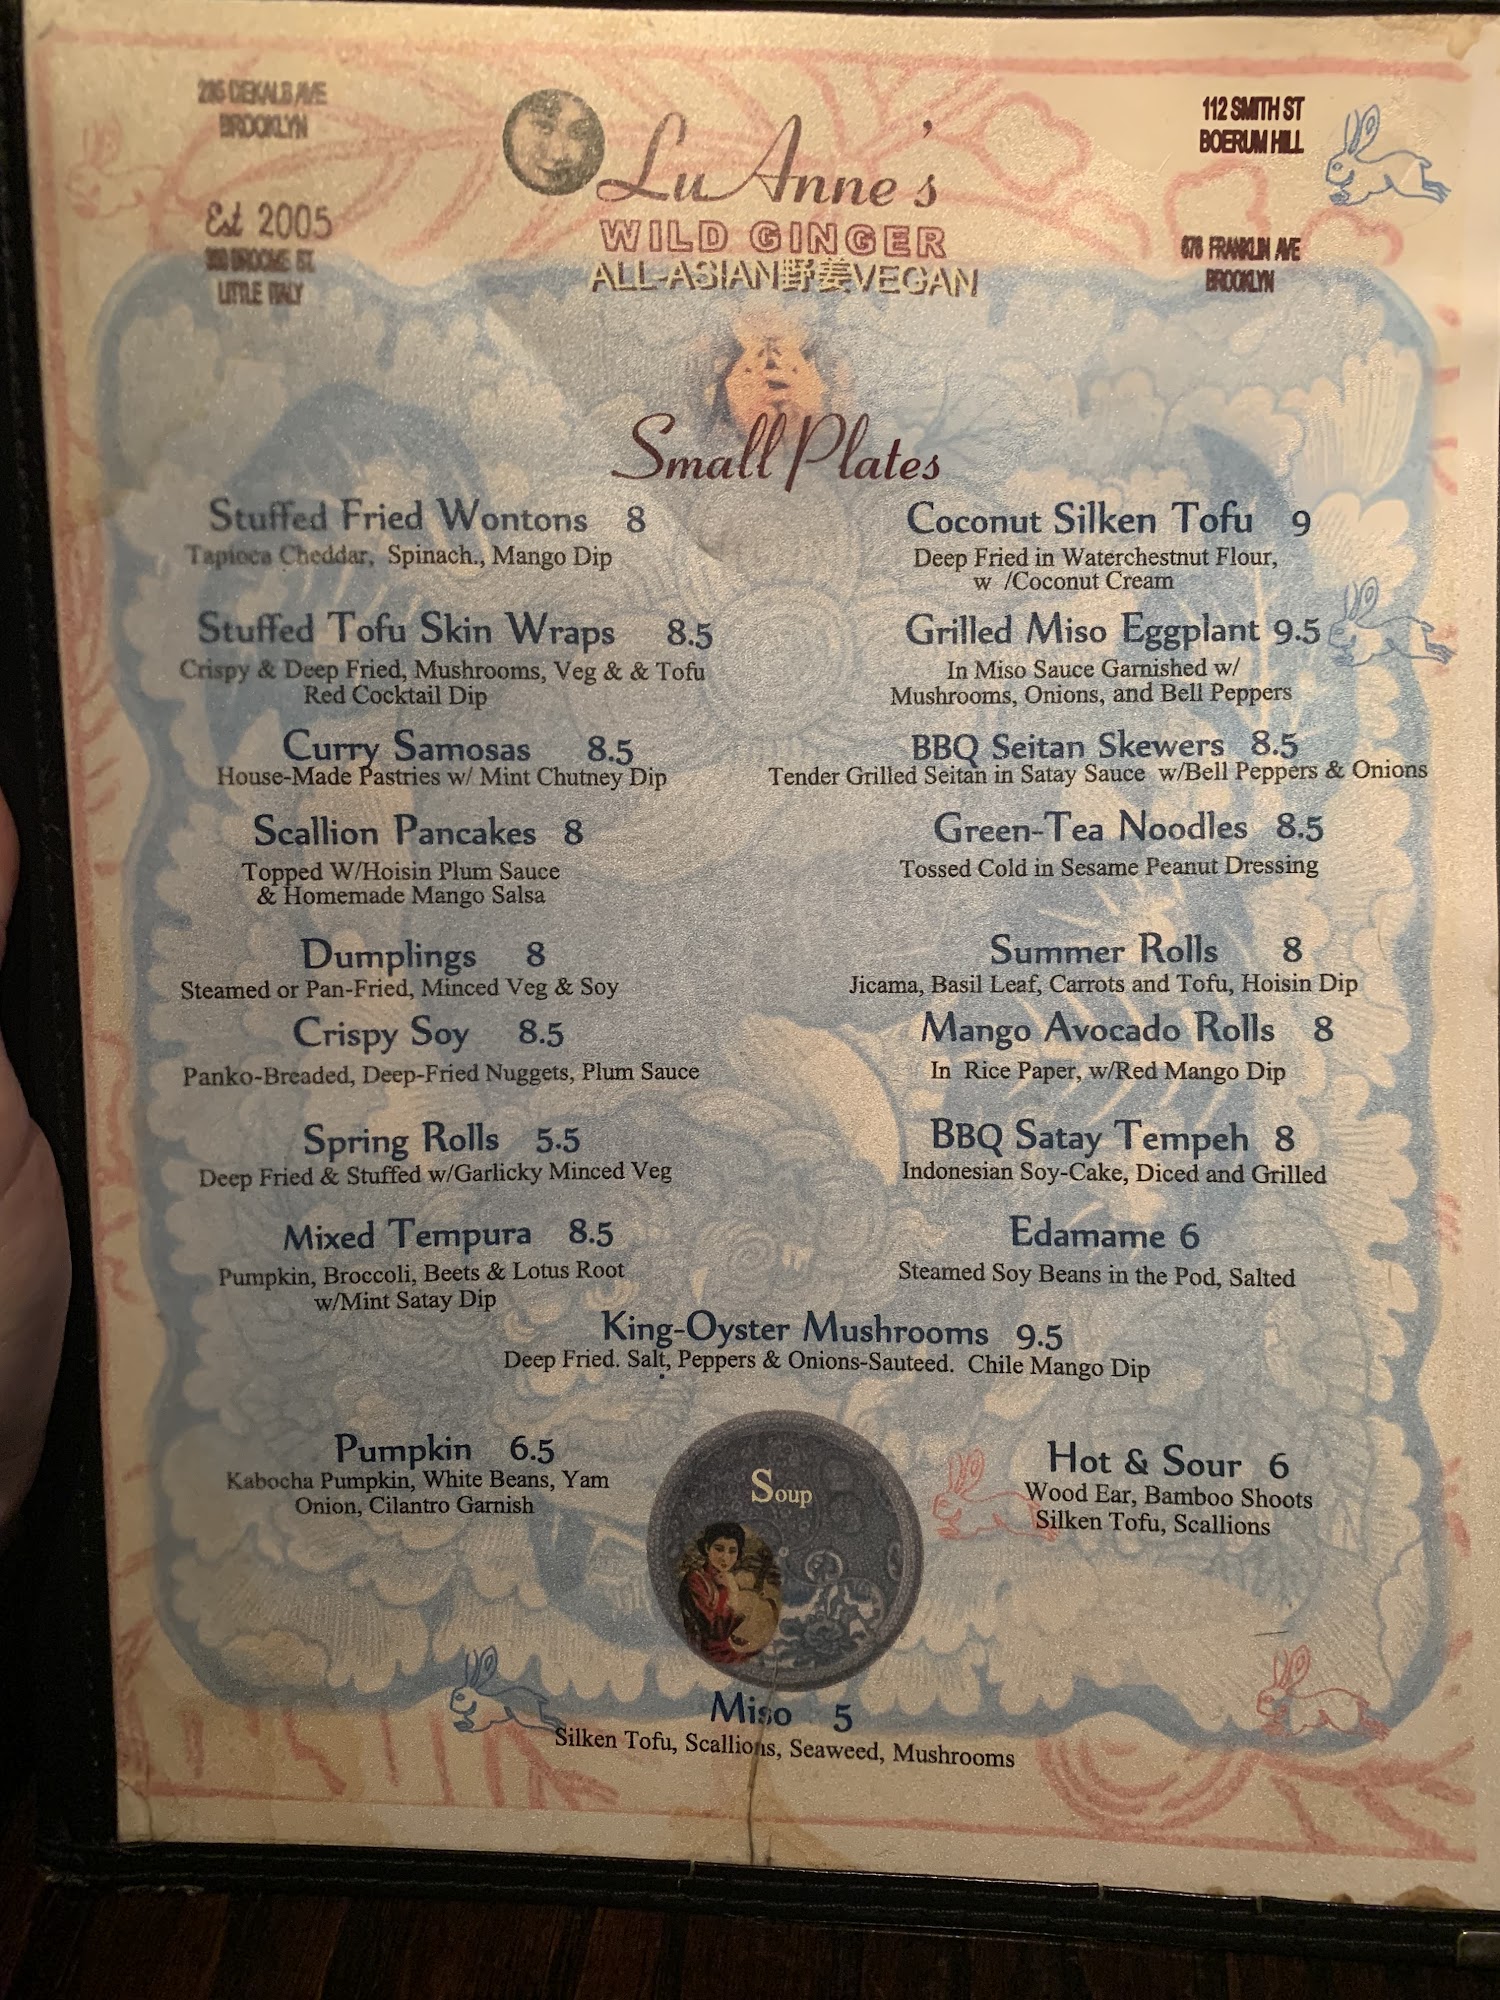 285 DEKALB AVE
BROOKLYN
112 SMITH ST
BOERUM HILL
LuAnne's
Est 2005
WILD GINGER
ALL-ASIAN野姜VEGAN
380 BROOME ST.
LITTLE ITALY
FRANKLIN AVE
BROOKLYN
Small Plates
Stuffed Fried Wontons 8
Tapioca Cheddar, Spinach., Mango Dip
Stuffed Tofu Skin Wraps 8.5
Crispy & Deep Fried, Mushrooms, Veg & & Tofu
Red Cocktail Dip
Curry Samosas 8.5
House-Made Pastries w/ Mint Chutney Dip
Scallion Pancakes 8
Topped W/Hoisin Plum Sauce
& Homemade Mango Salsa
Dumplings 8
Steamed or Pan-Fried, Minced Veg & Soy
Crispy Soy 8.5
Panko-Breaded, Deep-Fried Nuggets, Plum Sauce
Spring Rolls 5.5
Deep Fried & Stuffed w/Garlicky Minced Veg
Mixed Tempura 8.5
Pumpkin, Broccoli, Beets & Lotus Root
w/Mint Satay Dip
Coconut Silken Tofu 9
Deep Fried in Waterchestnut Flour,
w /Coconut Cream
Grilled Miso Eggplant 9.5
In Miso Sauce Garnished w/
Mushrooms, Onions, and Bell Peppers
BBQ Seitan Skewers 8.5
Tender Grilled Seitan in Satay Sauce w/Bell Peppers & Onions
Green-Tea Noodles 8.5
Tossed Cold in Sesame Peanut Dressing
Summer Rolls 8
Jicama, Basil Leaf, Carrots and Tofu, Hoisin Dip
Mango Avocado Rolls 8
In Rice Paper, w/Red Mango Dip
BBQ Satay Tempeh 8
Indonesian Soy-Cake, Diced and Grilled
Edamame 6
Steamed Soy Beans in the Pod, Salted
King-Oyster Mushrooms 9.5
Deep Fried. Salt, Peppers & Onions-Sauteed. Chile Mango Dip
Soup
Pumpkin 6.5
Kabocha Pumpkin, White Beans, Yam
Onion, Cilantro Garnish
Hot & Sour 6
Wood Ear, Bamboo Shoots
Silken Tofu, Scallions
Miso 5
Silken Tofu, Scallions, Seaweed, Mushrooms